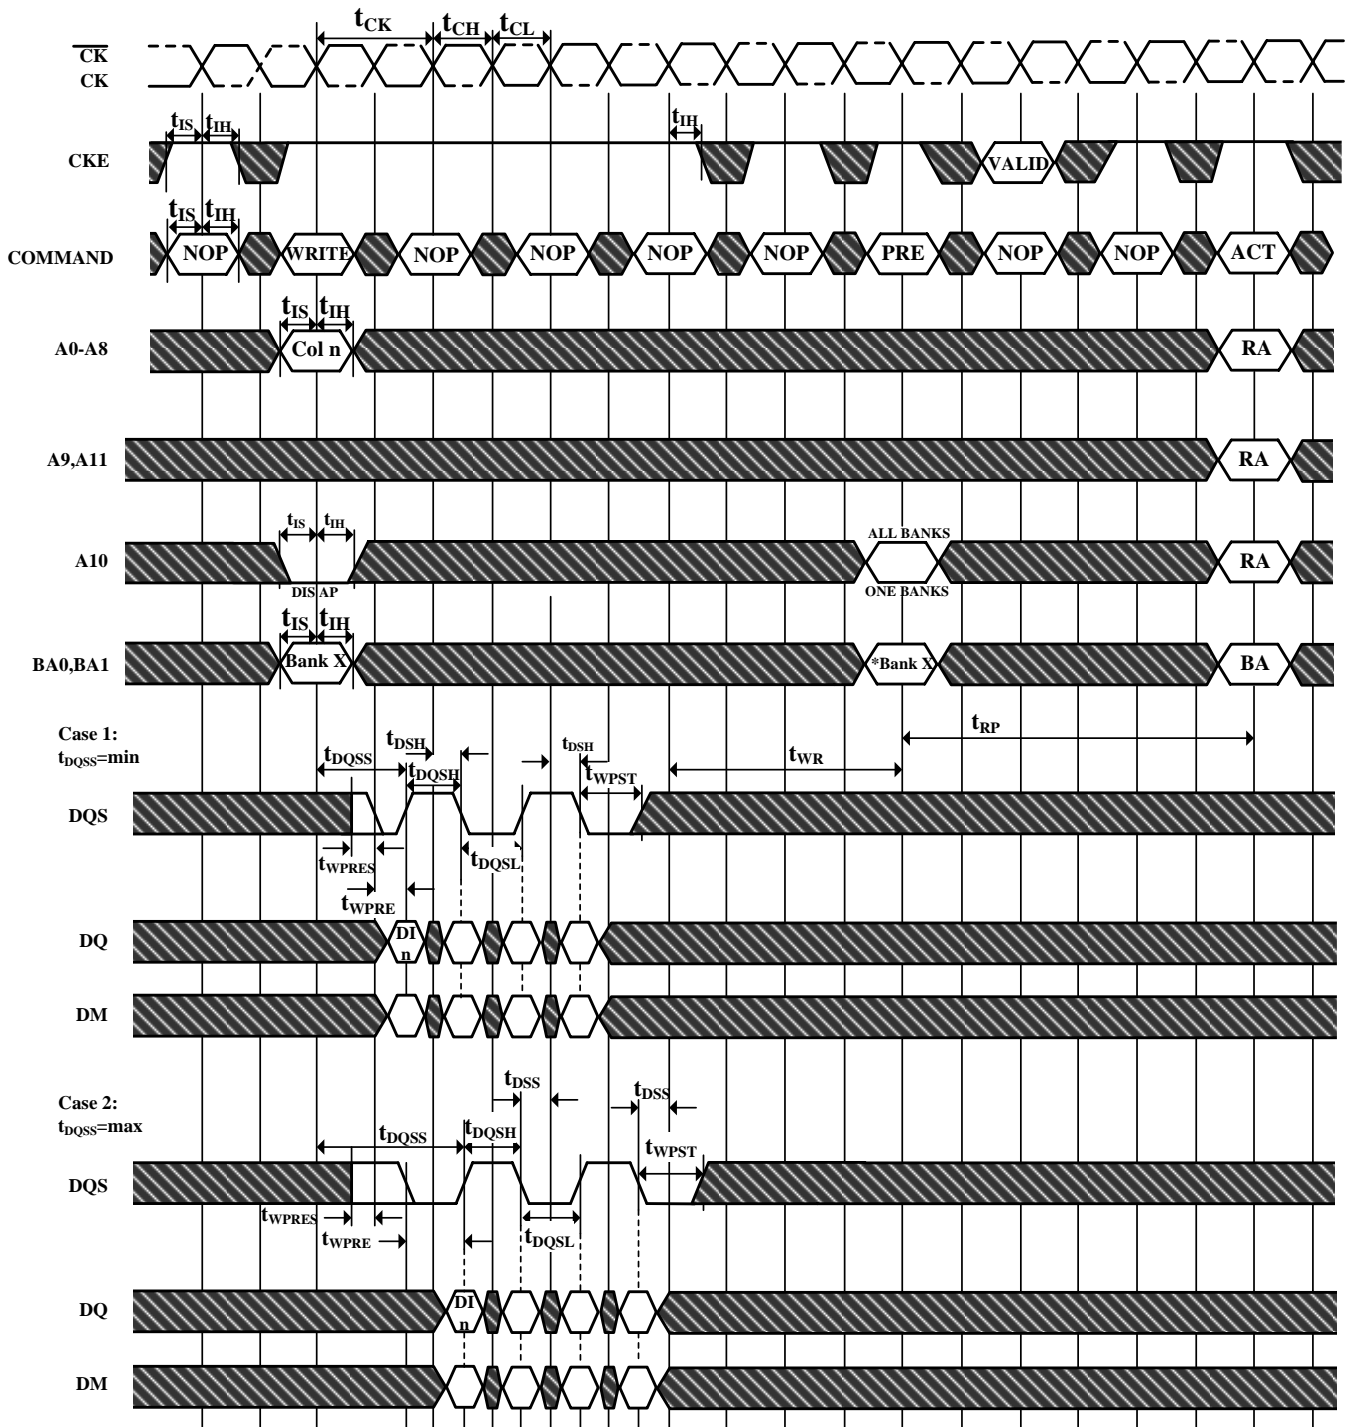 tCK tCH tCL
CK
CK
tIS tIH tIH
CKE VALID
tIS tIH
COMMAND NOP WRITE NOP NOP NOP NOP PRE NOP NOP ACT
tIS tIH
A0-A8 Col n RA
A9,A11 RA
tIS tIH ALL BANKS
A10 RA
DIS AP ONE BANKS
tIS tIH
BA0,BA1 Bank X *Bank X BA
Case 1:
tDQSS=min
tDSH tDSH tRP
tDQSS tWR
tDQSH tWPST
DQS
tWPRES tDQSL
tWPRE
DQ DI
n
DM
Case 2:
tDQSS=max
tDSS tDSS
tDQSS tDQSH tWPST
DQS
tWPRES tWPRE tDQSL
DQ DI
n
DM